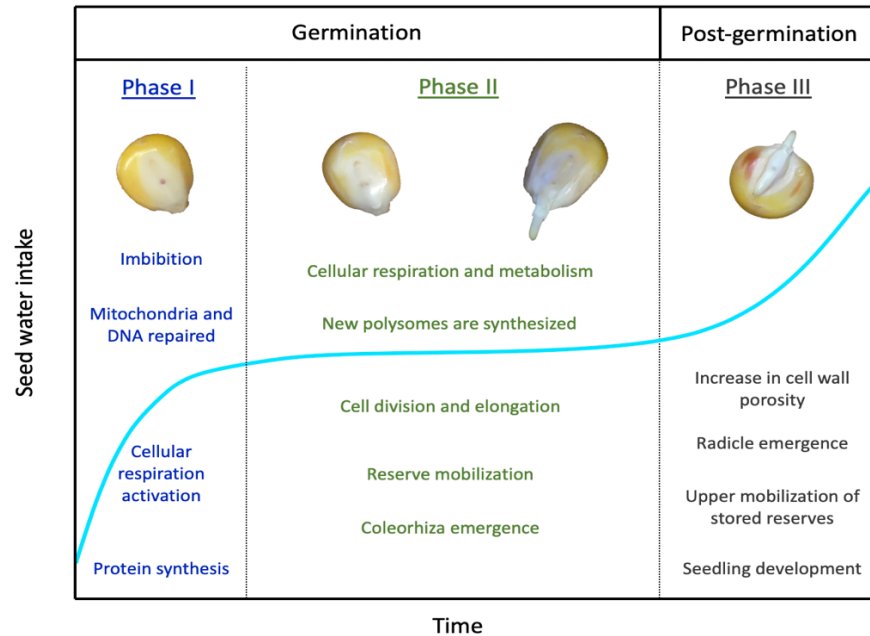 Germination
Post-germination
Phase I
Phase II
Phase III
Seed water intake
Imbibition
Mitochondria and
DNA repaired
Cellular
respiration
activation
Protein synthesis
Cellular respiration and metabolism
New polysomes are synthesized
Cell division and elongation
Reserve mobilization
Coleorhiza emergence
Increase in cell wall
porosity
Radicle emergence
Upper mobilization of
stored reserves
Seedling development
Time